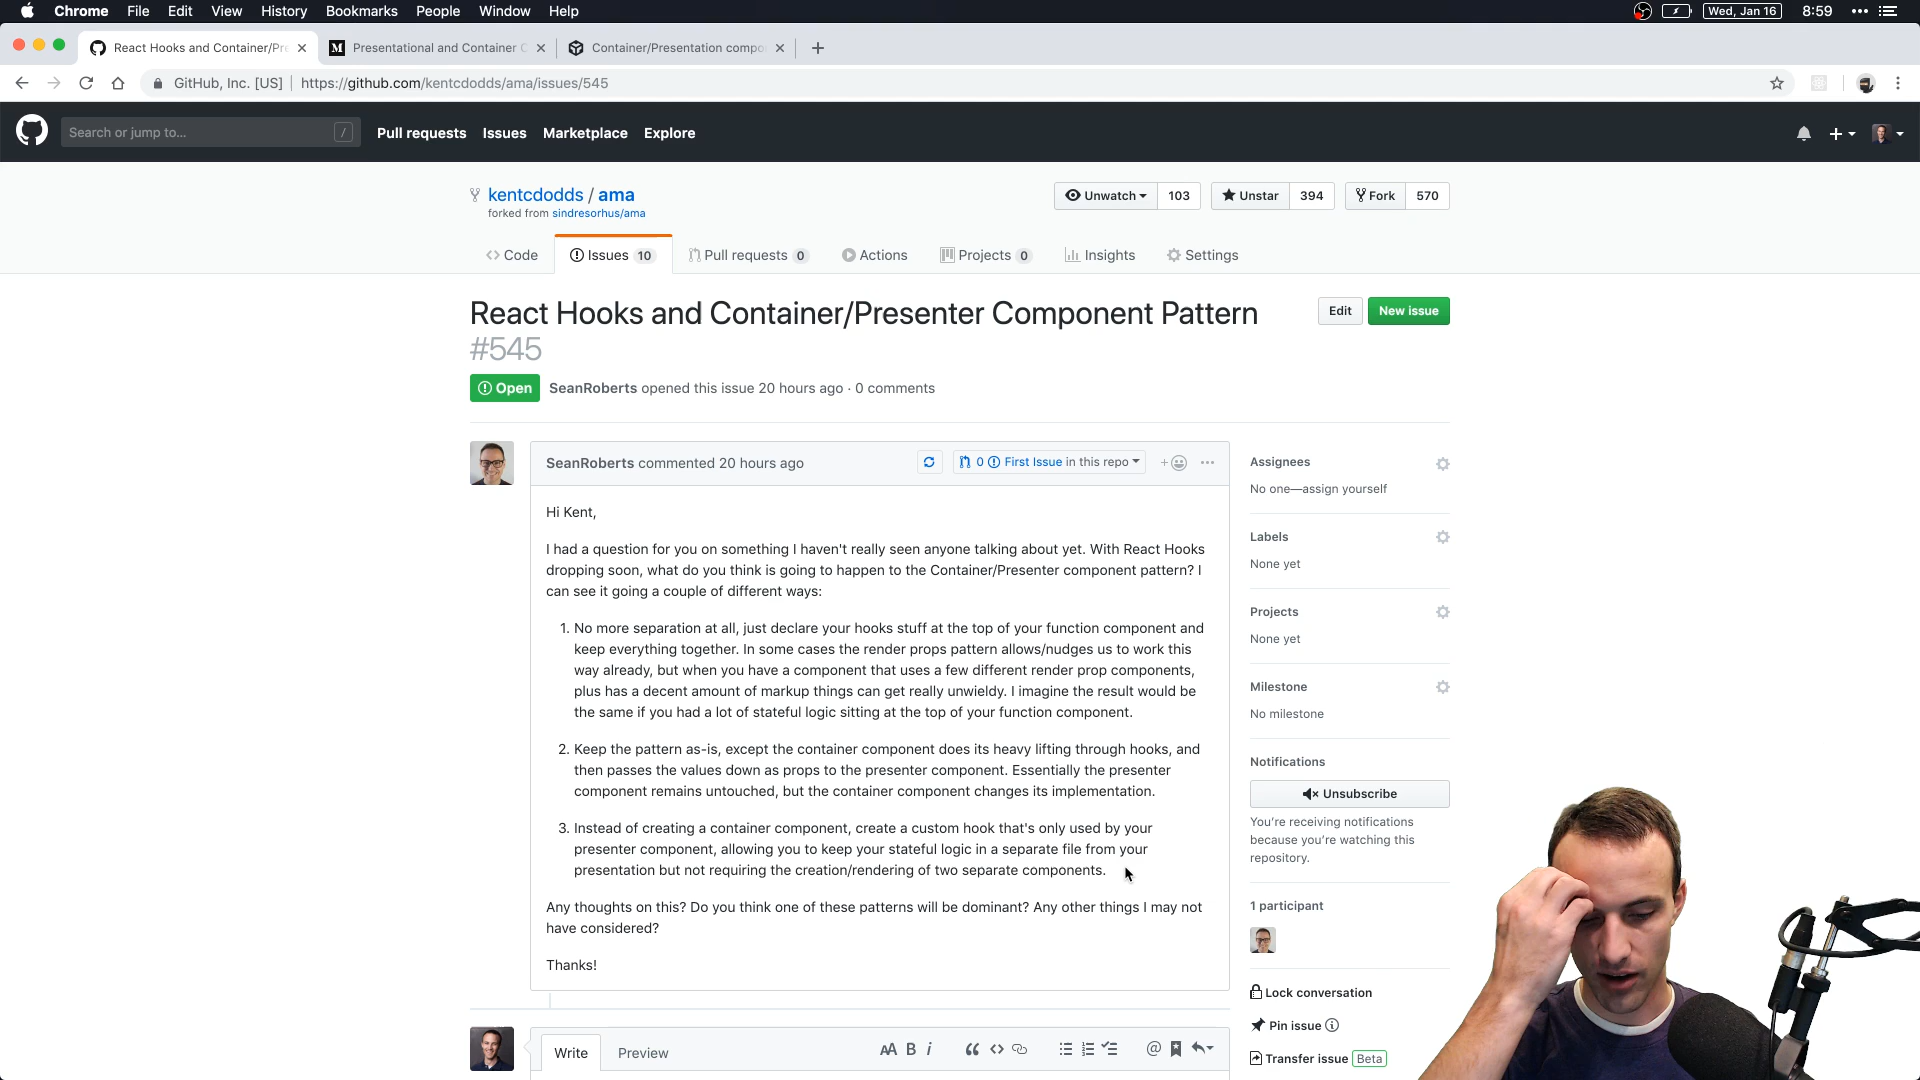 Chrome File Edit View History Bookmarks People Window Help
Wed, Jan 16 8:59
React Hooks and Container/Pre
Presentational and Container C
Container/Presentation compo
GitHub, Inc. [US] https://github.com/kentcdodds/ama/issues/545
Search or jump to... /
Pull requests Issues Marketplace Explore
kentcdodds / ama
forked from sindresorhus/ama
Unwatch 103
Unstar 394
Fork 570
Code
Issues 10
Pull requests 0
Actions
Projects 0
Insights
Settings
React Hooks and Container/Presenter Component Pattern
#545
Edit
New issue
Open SeanRoberts opened this issue 20 hours ago · 0 comments
SeanRoberts commented 20 hours ago
0 First Issue in this repo
Hi Kent,
I had a question for you on something I haven't really seen anyone talking about yet. With React Hooks
dropping soon, what do you think is going to happen to the Container/Presenter component pattern? I
can see it going a couple of different ways:
1. No more separation at all, just declare your hooks stuff at the top of your function component and
keep everything together. In some cases the render props pattern allows/nudges us to work this
way already, but when you have a component that uses a few different render prop components,
plus has a decent amount of markup things can get really unwieldy. I imagine the result would be
the same if you had a lot of stateful logic sitting at the top of your function component.
2. Keep the pattern as-is, except the container component does its heavy lifting through hooks, and
then passes the values down as props to the presenter component. Essentially the presenter
component remains untouched, but the container component changes its implementation.
3. Instead of creating a container component, create a custom hook that's only used by your
presenter component, allowing you to keep your stateful logic in a separate file from your
presentation but not requiring the creation/rendering of two separate components.
Any thoughts on this? Do you think one of these patterns will be dominant? Any other things I may not
have considered?
Thanks!
Write
Preview
AA B i
Assignees
No one—assign yourself
Labels
None yet
Projects
None yet
Milestone
No milestone
Notifications
Unsubscribe
You're receiving notifications
because you're watching this
repository.
1 participant
Lock conversation
Pin issue
Transfer issue Beta